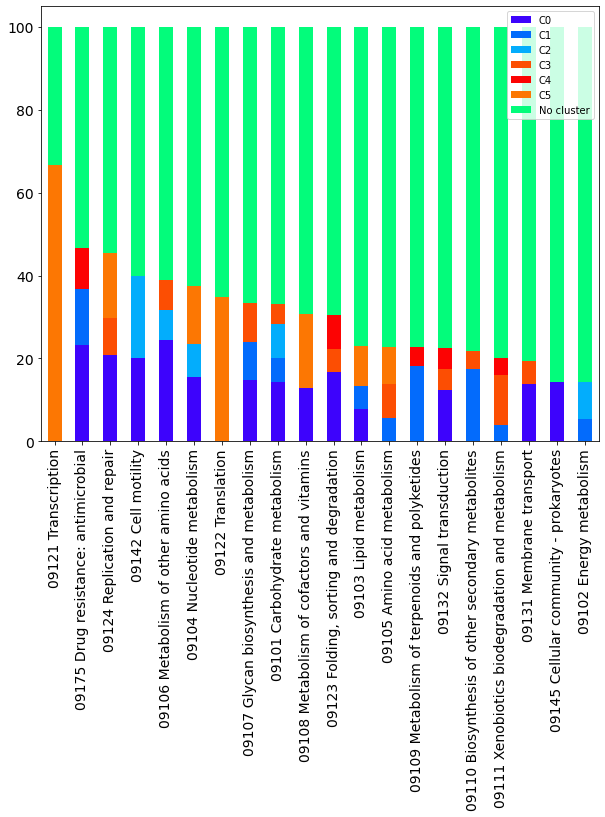 100
80
60
40
20
0
C0
C1
C2
C3
C4
C5
No cluster
09121 Transcription
09175 Drug resistance: antimicrobial
09124 Replication and repair
09142 Cell motility
09106 Metabolism of other amino acids
09104 Nucleotide metabolism
09122 Translation
09107 Glycan biosynthesis and metabolism
09101 Carbohydrate metabolism
09108 Metabolism of cofactors and vitamins
09123 Folding, sorting and degradation
09103 Lipid metabolism
09105 Amino acid metabolism
09109 Metabolism of terpenoids and polyketides
09132 Signal transduction
09110 Biosynthesis of other secondary metabolites
09111 Xenobiotics biodegradation and metabolism
09131 Membrane transport
09145 Cellular community - prokaryotes
09102 Energy metabolism